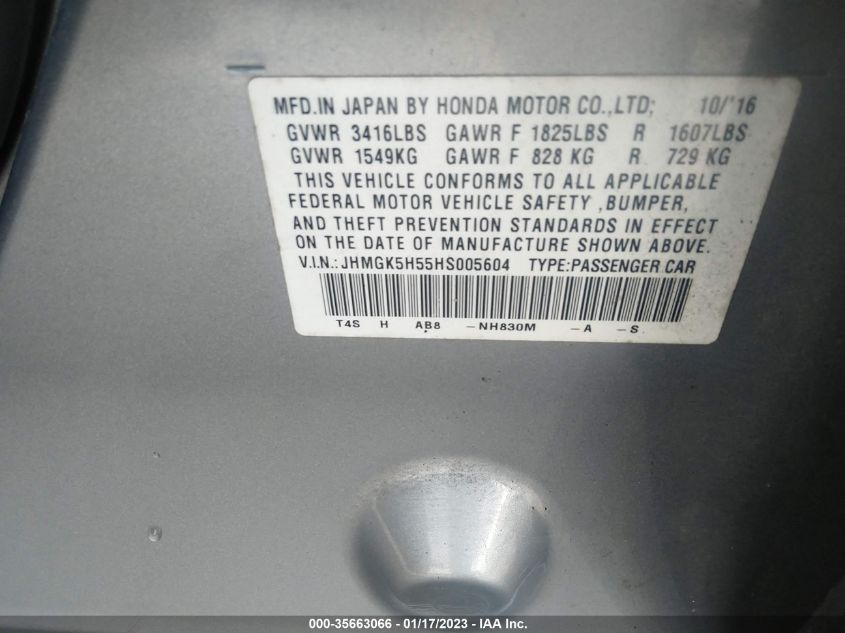 MFD.IN JAPAN BY HONDA MOTOR CO.,LTD; 10/'16
GVWR 3416LBS GAWR F 1825LBS R 1607LBS
GVWR 1549KG GAWR F 828 KG R 729 KG
THIS VEHICLE CONFORMS TO ALL APPLICABLE
FEDERAL MOTOR VEHICLE SAFETY ,BUMPER,
AND THEFT PREVENTION STANDARDS IN EFFECT
ON THE DATE OF MANUFACTURE SHOWN ABOVE.
V.I.N.: JHMGK5H55HS005604 TYPE:PASSENGER CAR
T4S H AB8 -NH830M -A -S
000-35663066 - 01/17/2023 - IAA Inc.